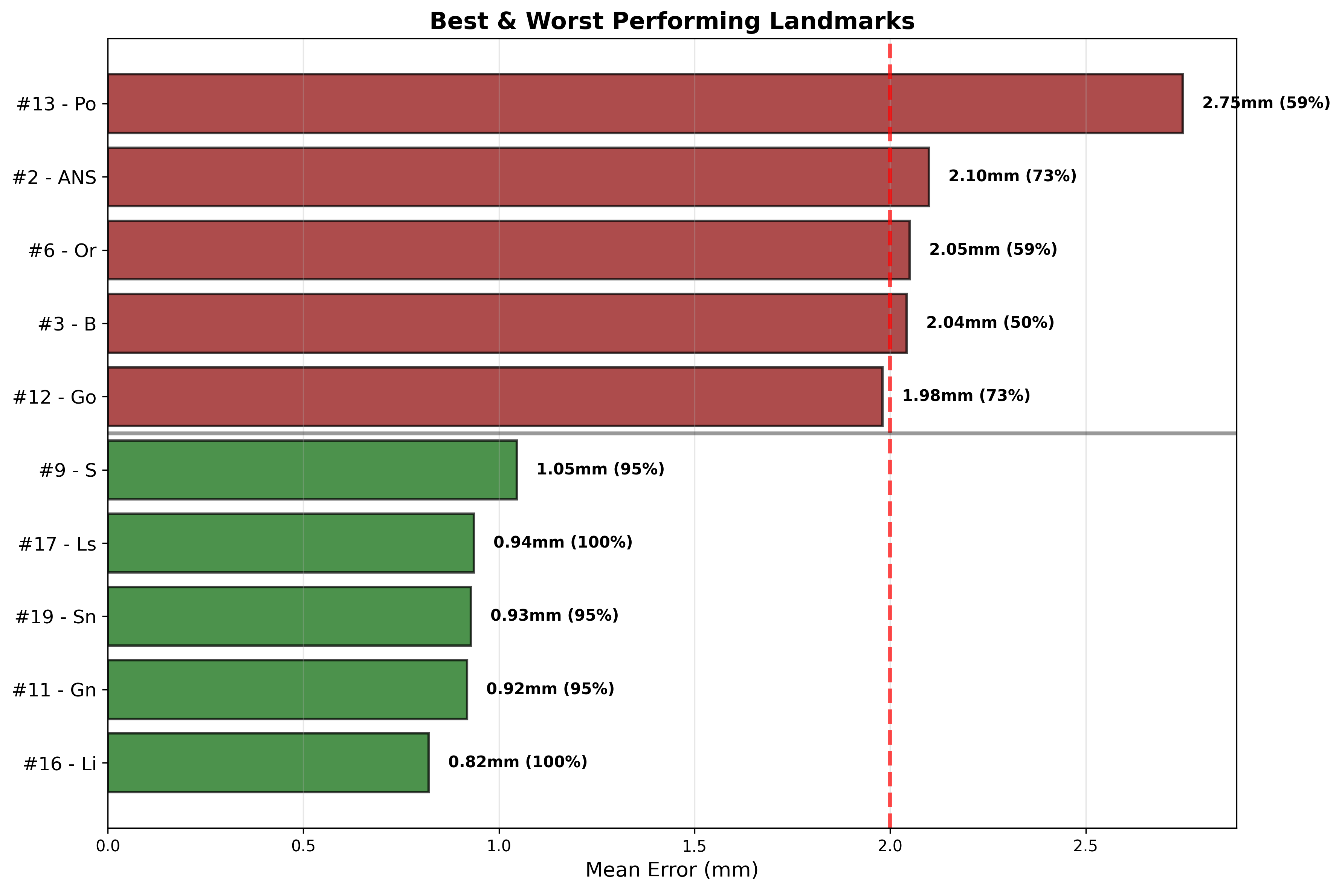 Best & Worst Performing Landmarks
#13 - Po 2.75mm (59%)
#2 - ANS 2.10mm (73%)
#6 - Or 2.05mm (59%)
#3 - B 2.04mm (50%)
#12 - Go 1.98mm (73%)
#9 - S 1.05mm (95%)
#17 - Ls 0.94mm (100%)
#19 - Sn 0.93mm (95%)
#11 - Gn 0.92mm (95%)
#16 - Li 0.82mm (100%)
0.0 0.5 1.0 1.5 2.0 2.5
Mean Error (mm)